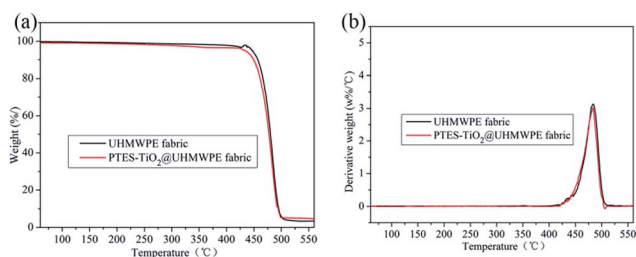 (a)
100
80
60
40
20
0
Weight (%/)
UHMWPE fabric
PTES-TiO₂@UHMWPE fabric
100 150 200 250 300 350 400 450 500 550
Temperature（℃）
(b)
5
4
3
2
1
0
Derivative weight (w%/℃)
UHMWPE fabric
PTES-TiO₂@UHMWPE fabric
100 150 200 250 300 350 400 450 500 550
Temperature（℃）